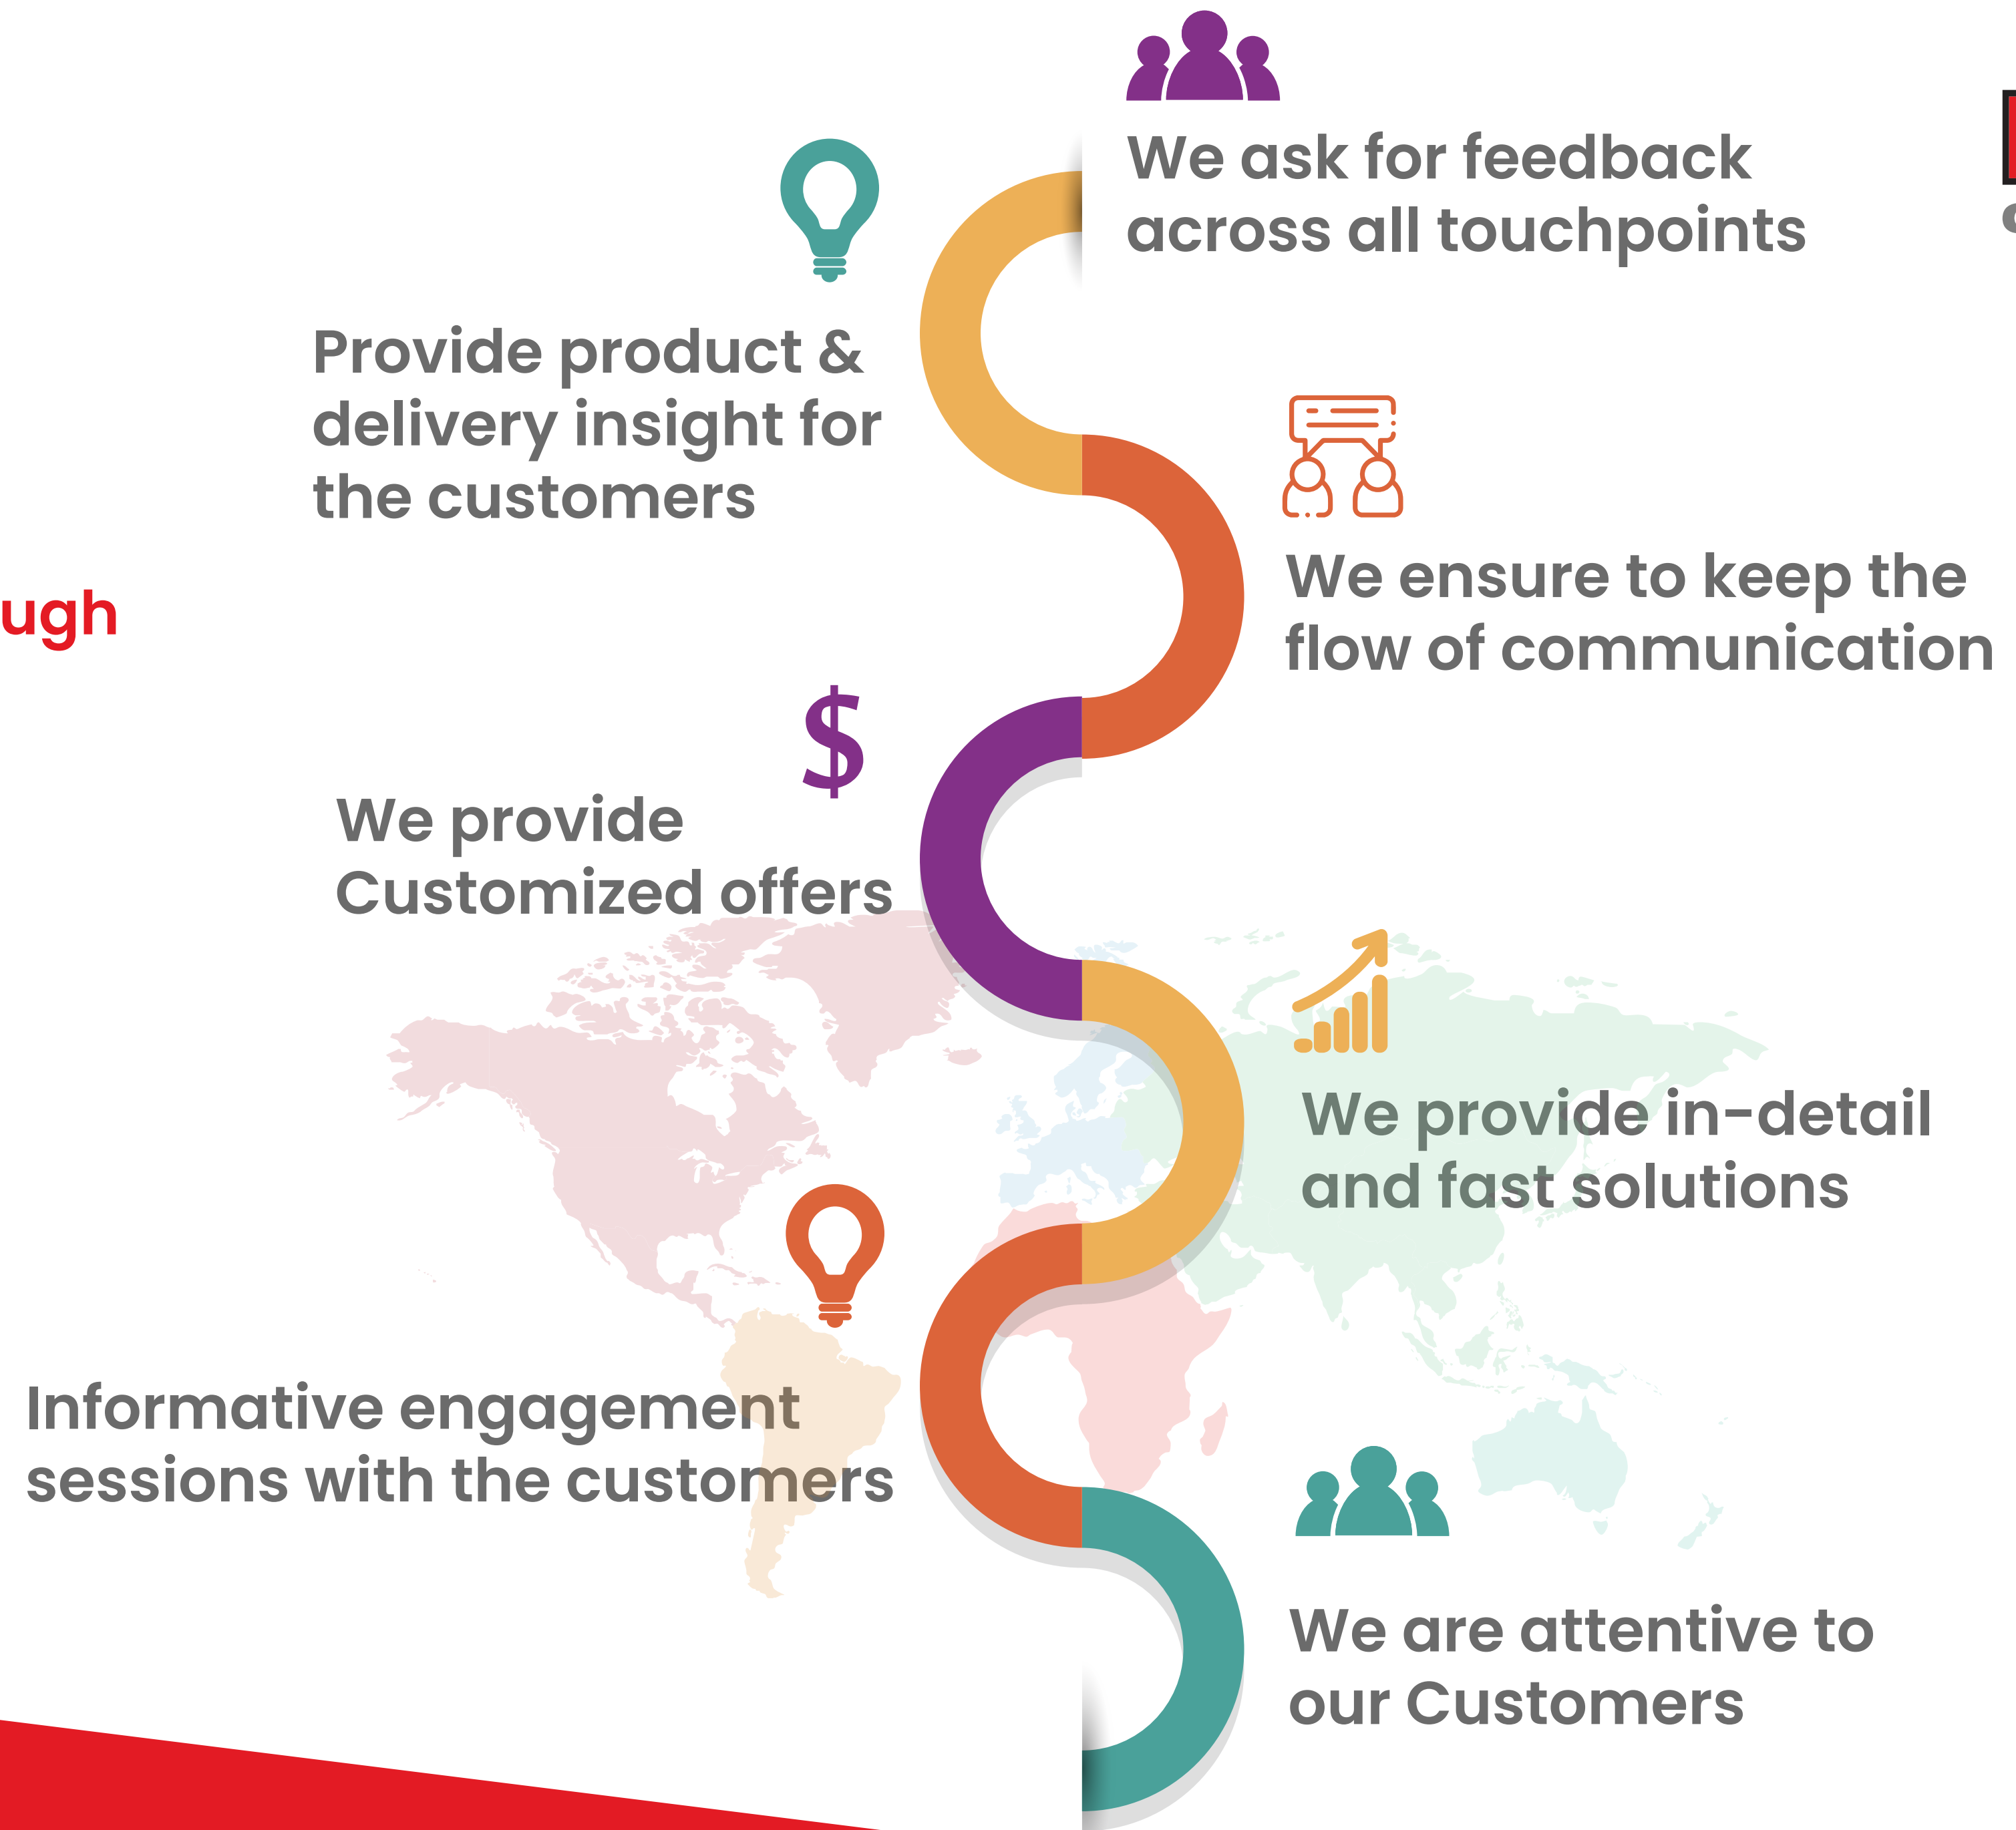 We ask for feedback
across all touchpoints
Provide product &
delivery insight for
the customers
We ensure to keep the
flow of communication
ugh
$
We provide
Customized offers
We provide in-detail
and fast solutions
Informative engagement
sessions with the customers
We are attentive to
our Customers